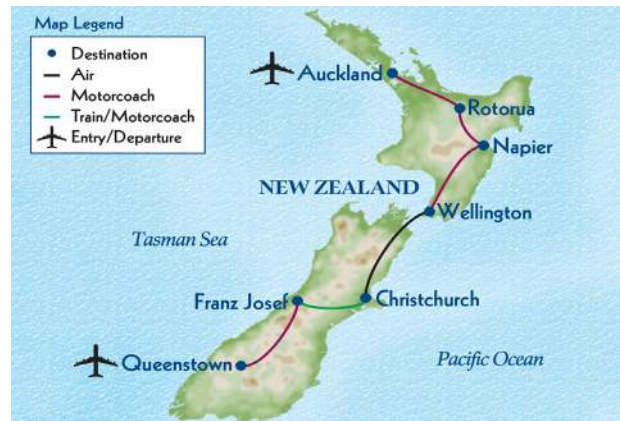 Map Legend
Destination
Air
Motorcoach
Train/Motorcoach
Entry/Departure
Auckland
Rotorua
Napier
NEW ZEALAND
Wellington
Tasman Sea
Franz Josef
Christchurch
Queenstown
Pacific Ocean